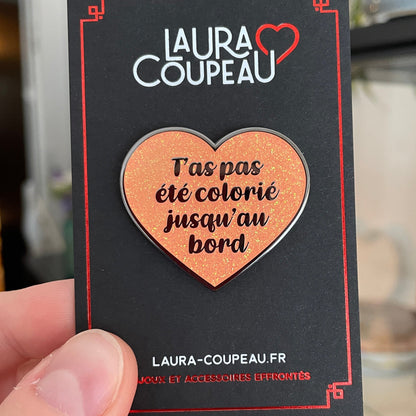 LAURA
COUPEAU
T'as pas
été colorié
jusqu'au
bord
LAURA-COUPEAU.FR
BIJOUX ET ACCESSOIRES EFFRONTÉS